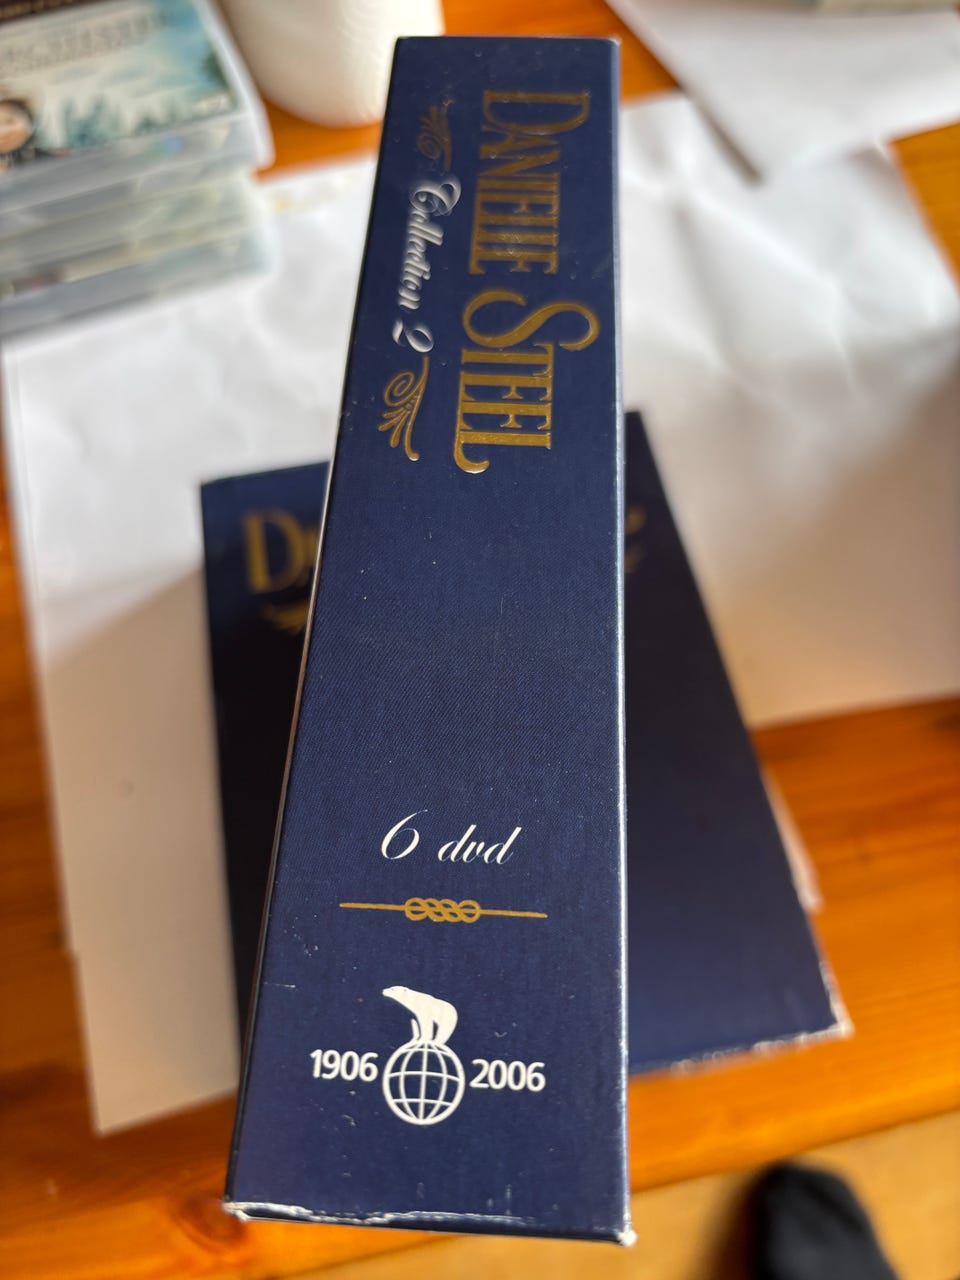 DANIELLE STEEL
Collection 2
6 dvd
1906 2006